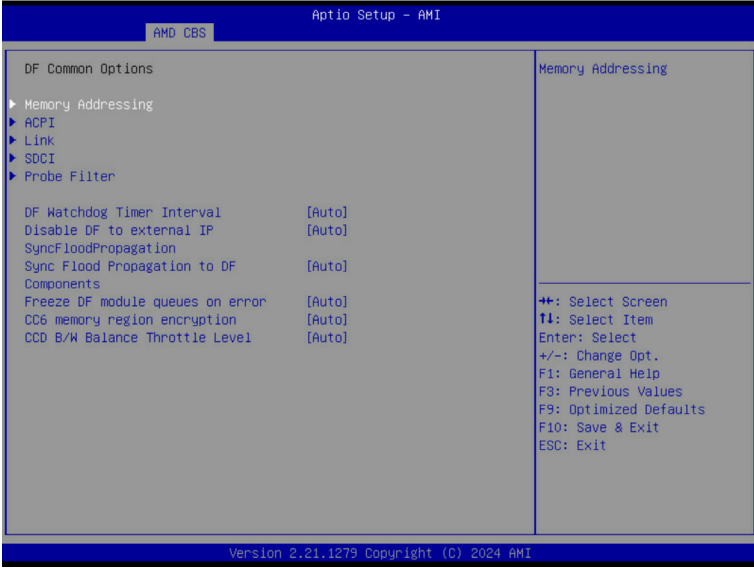 Aptio Setup – AMI
AMD CBS
DF Common Options
Memory Addressing
ACPI
Link
SDCI
Probe Filter
DF Watchdog Timer Interval [Auto]
Disable DF to external IP [Auto]
SyncFloodPropagation
Sync Flood Propagation to DF [Auto]
Components
Freeze DF module queues on error [Auto]
CC6 memory region encryption [Auto]
CCD B/W Balance Throttle Level [Auto]
Memory Addressing
→←: Select Screen
↑↓: Select Item
Enter: Select
+/-: Change Opt.
F1: General Help
F3: Previous Values
F9: Optimized Defaults
F10: Save & Exit
ESC: Exit
Version 2.21.1279 Copyright (C) 2024 AMI